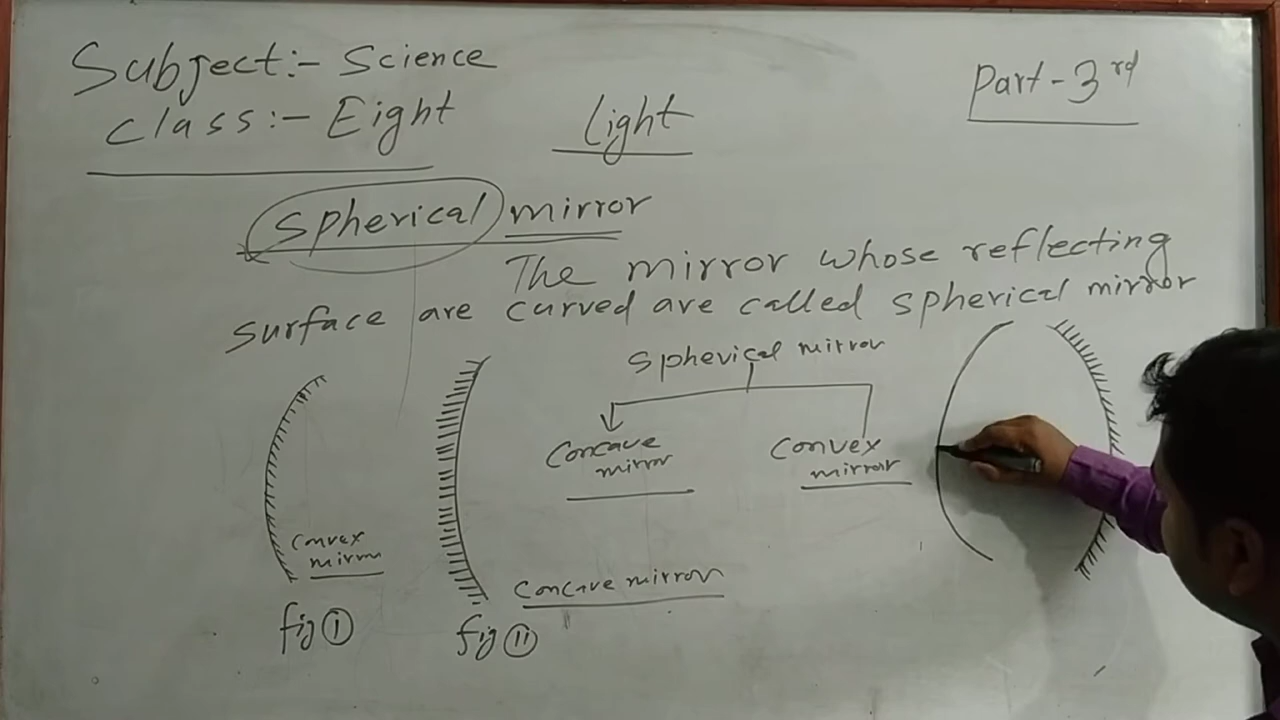 Subject:- Science
Part - 3rd
Class:- Eight
Light
Spherical mirror
The mirror whose reflecting
surface are curved are called spherical mirror
Spherical mirror
Concave
mirror
Convex
mirror
Convex
mirror
Concave mirror
fig ①
fig ⑪